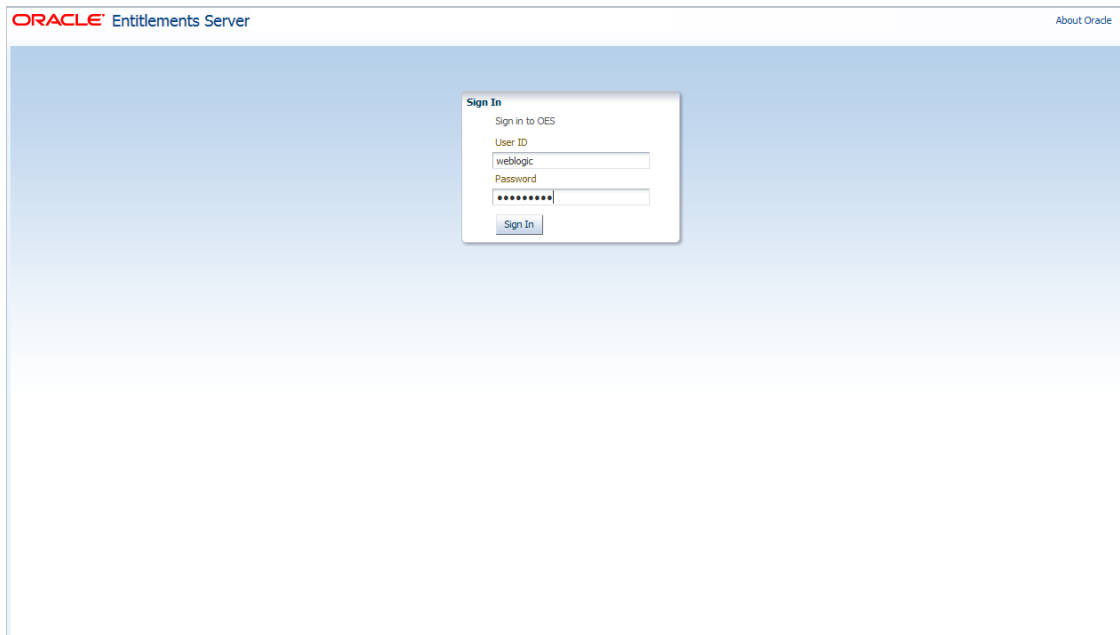 ORACLE Entitlements Server
About Oracle
Sign In
Sign in to OES
User ID
weblogic
Password
•••••••••
Sign In